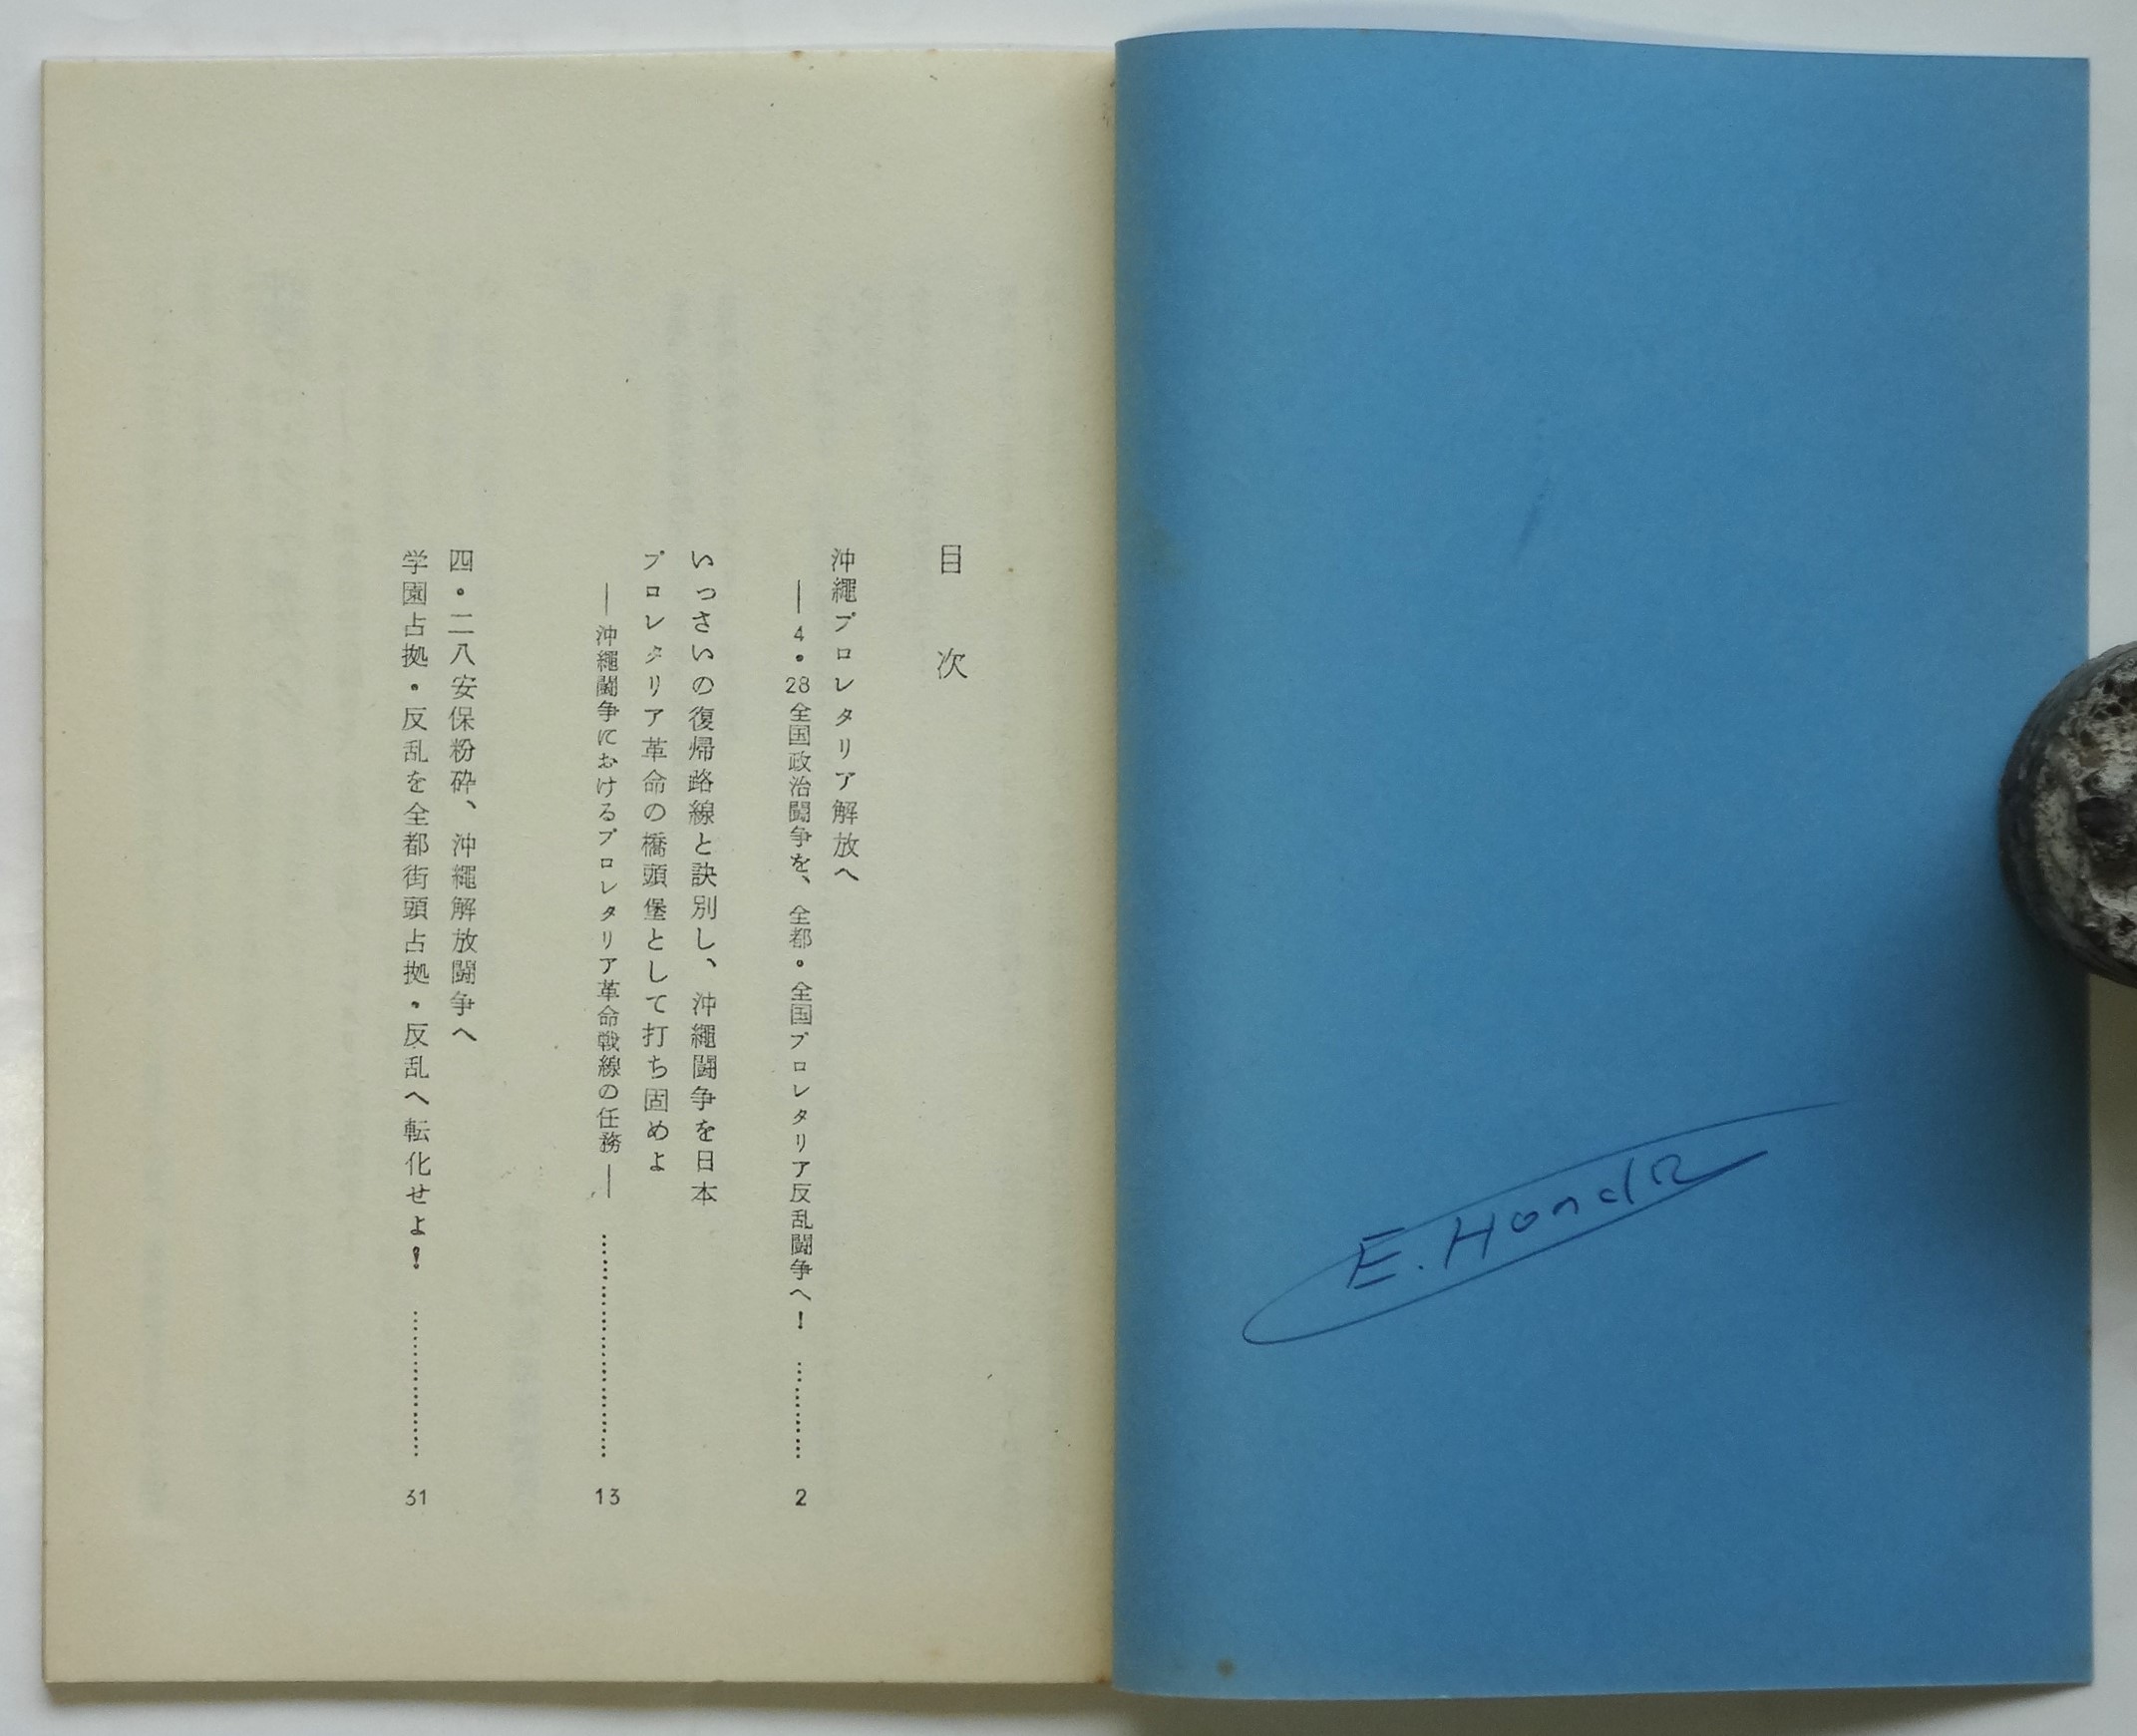 E. Honda
目次
沖縄プロレタリア解放へ
―4・28全国政治闘争を、全都・全国プロレタリア反乱闘争へ！…………2
いっさいの復帰路線と訣別し、沖縄闘争を日本
プロレタリア革命の橋頭堡として打ち固めよ
―沖縄闘争におけるプロレタリア革命戦線の任務―…………………………13
四・二八安保粉砕、沖縄解放闘争へ
学園占拠・反乱を全都街頭占拠・反乱へ転化せよ！………………31